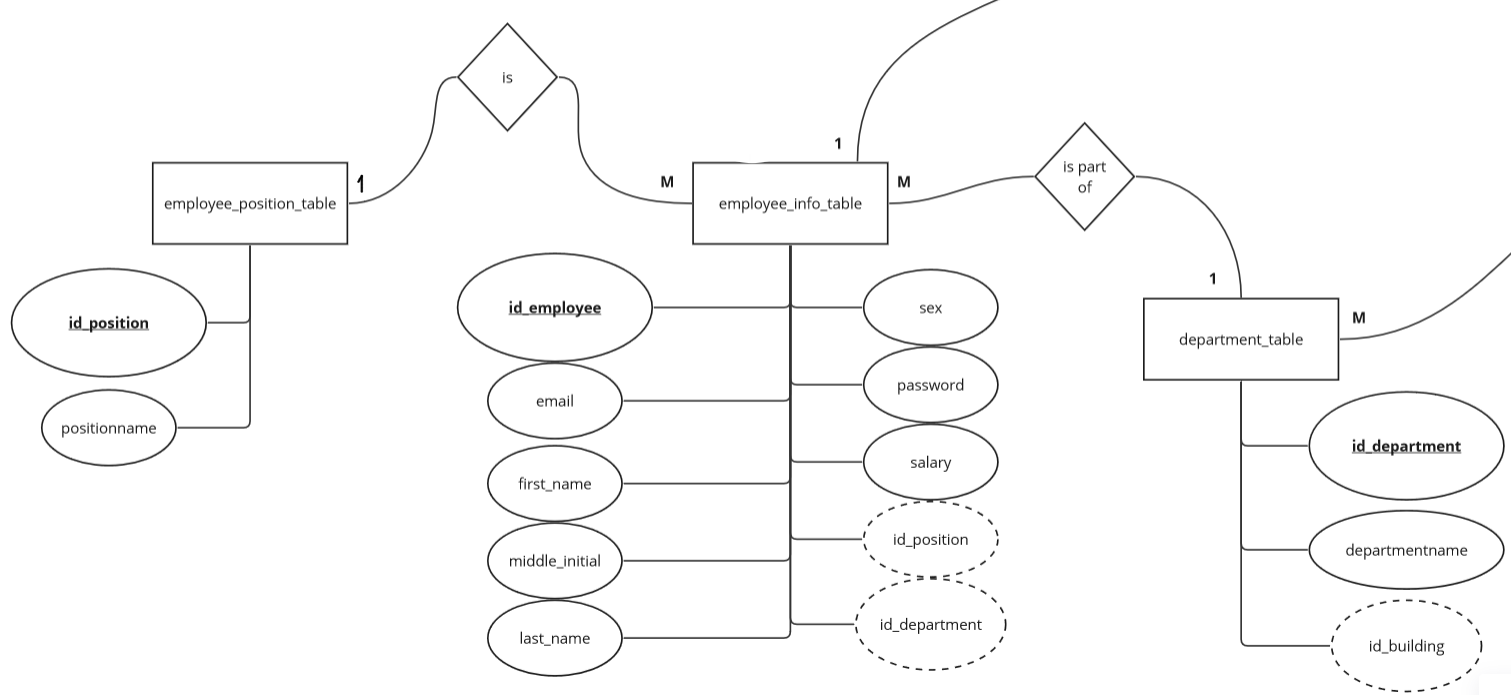 is
1
is part
of
1
M
M
employee_position_table
employee_info_table
1
M
department_table
id_position
positionname
id_employee
email
first_name
middle_initial
last_name
sex
password
salary
id_position
id_department
id_department
departmentname
id_building